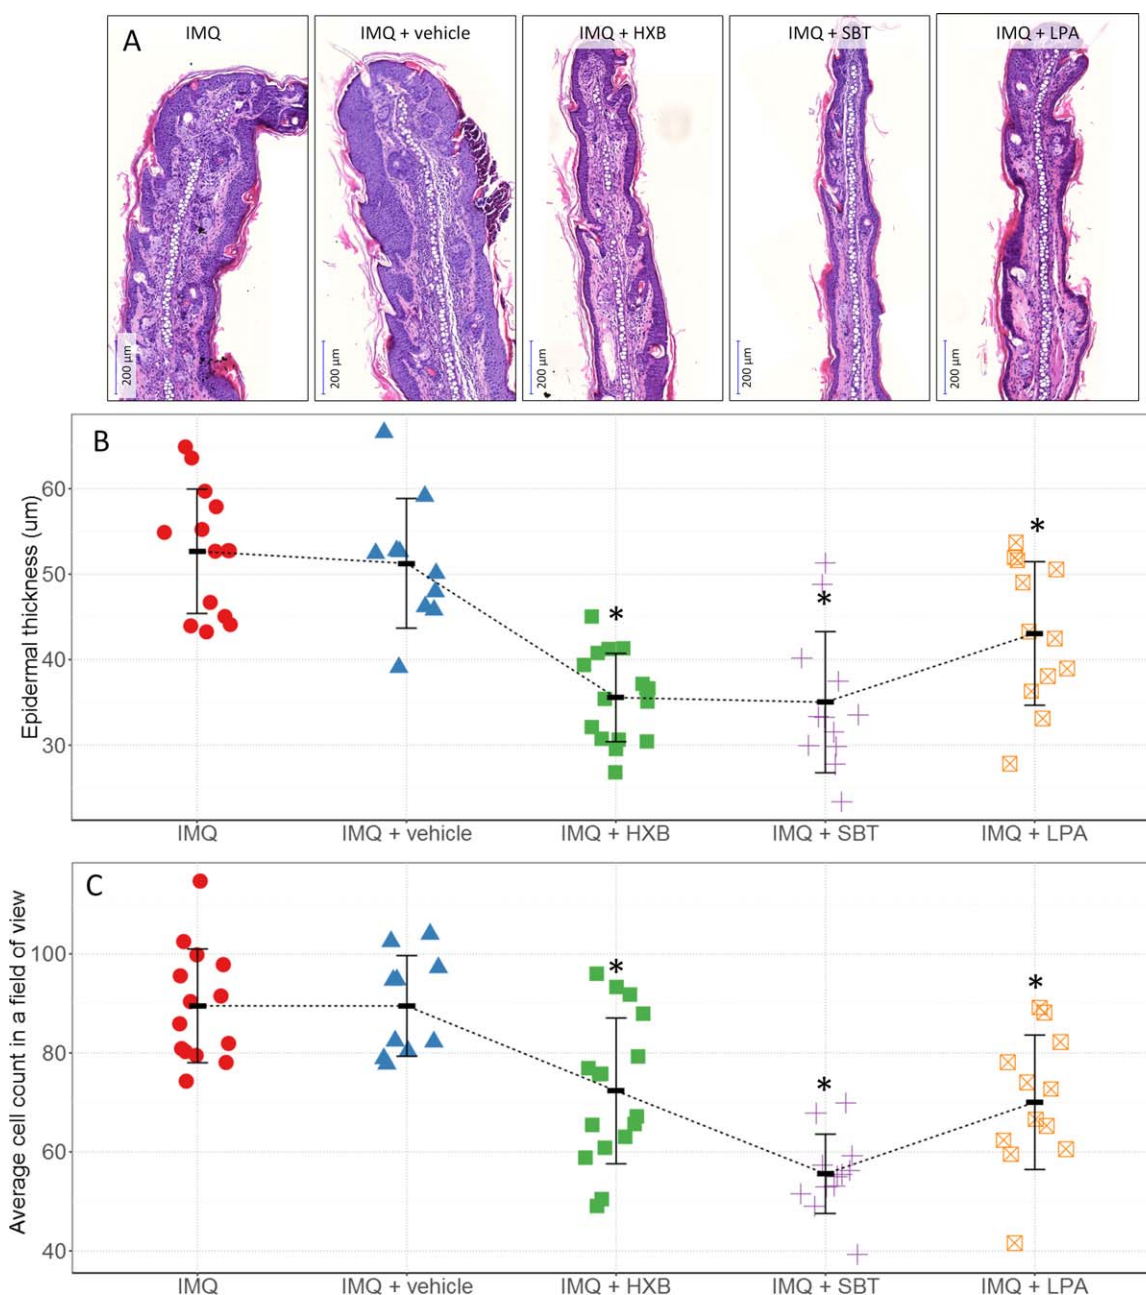 A
IMQ
IMQ + vehicle
IMQ + HXB
IMQ + SBT
IMQ + LPA
200 µm
200 µm
200 µm
200 µm
200 µm
B
Epidermal thickness (um)
60
50
40
30
*
*
*
IMQ
IMQ + vehicle
IMQ + HXB
IMQ + SBT
IMQ + LPA
C
Average cell count in a field of view
100
80
60
40
*
*
*
IMQ
IMQ + vehicle
IMQ + HXB
IMQ + SBT
IMQ + LPA